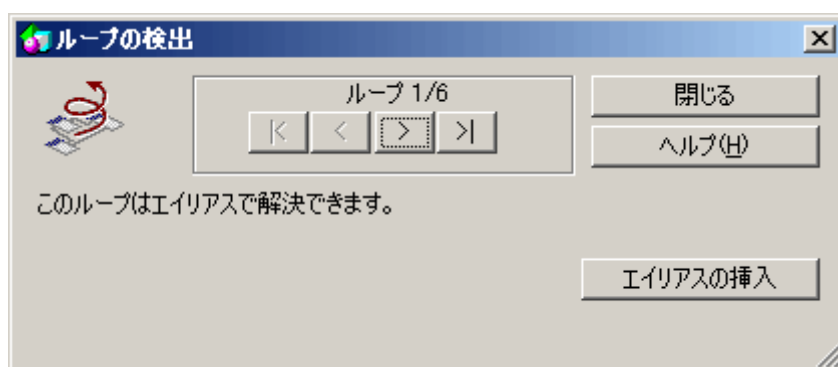 ループの検出
ループ 1/6
|< < > >|
閉じる
ヘルプ(H)
このループはエイリアスで解決できます。
エイリアスの挿入